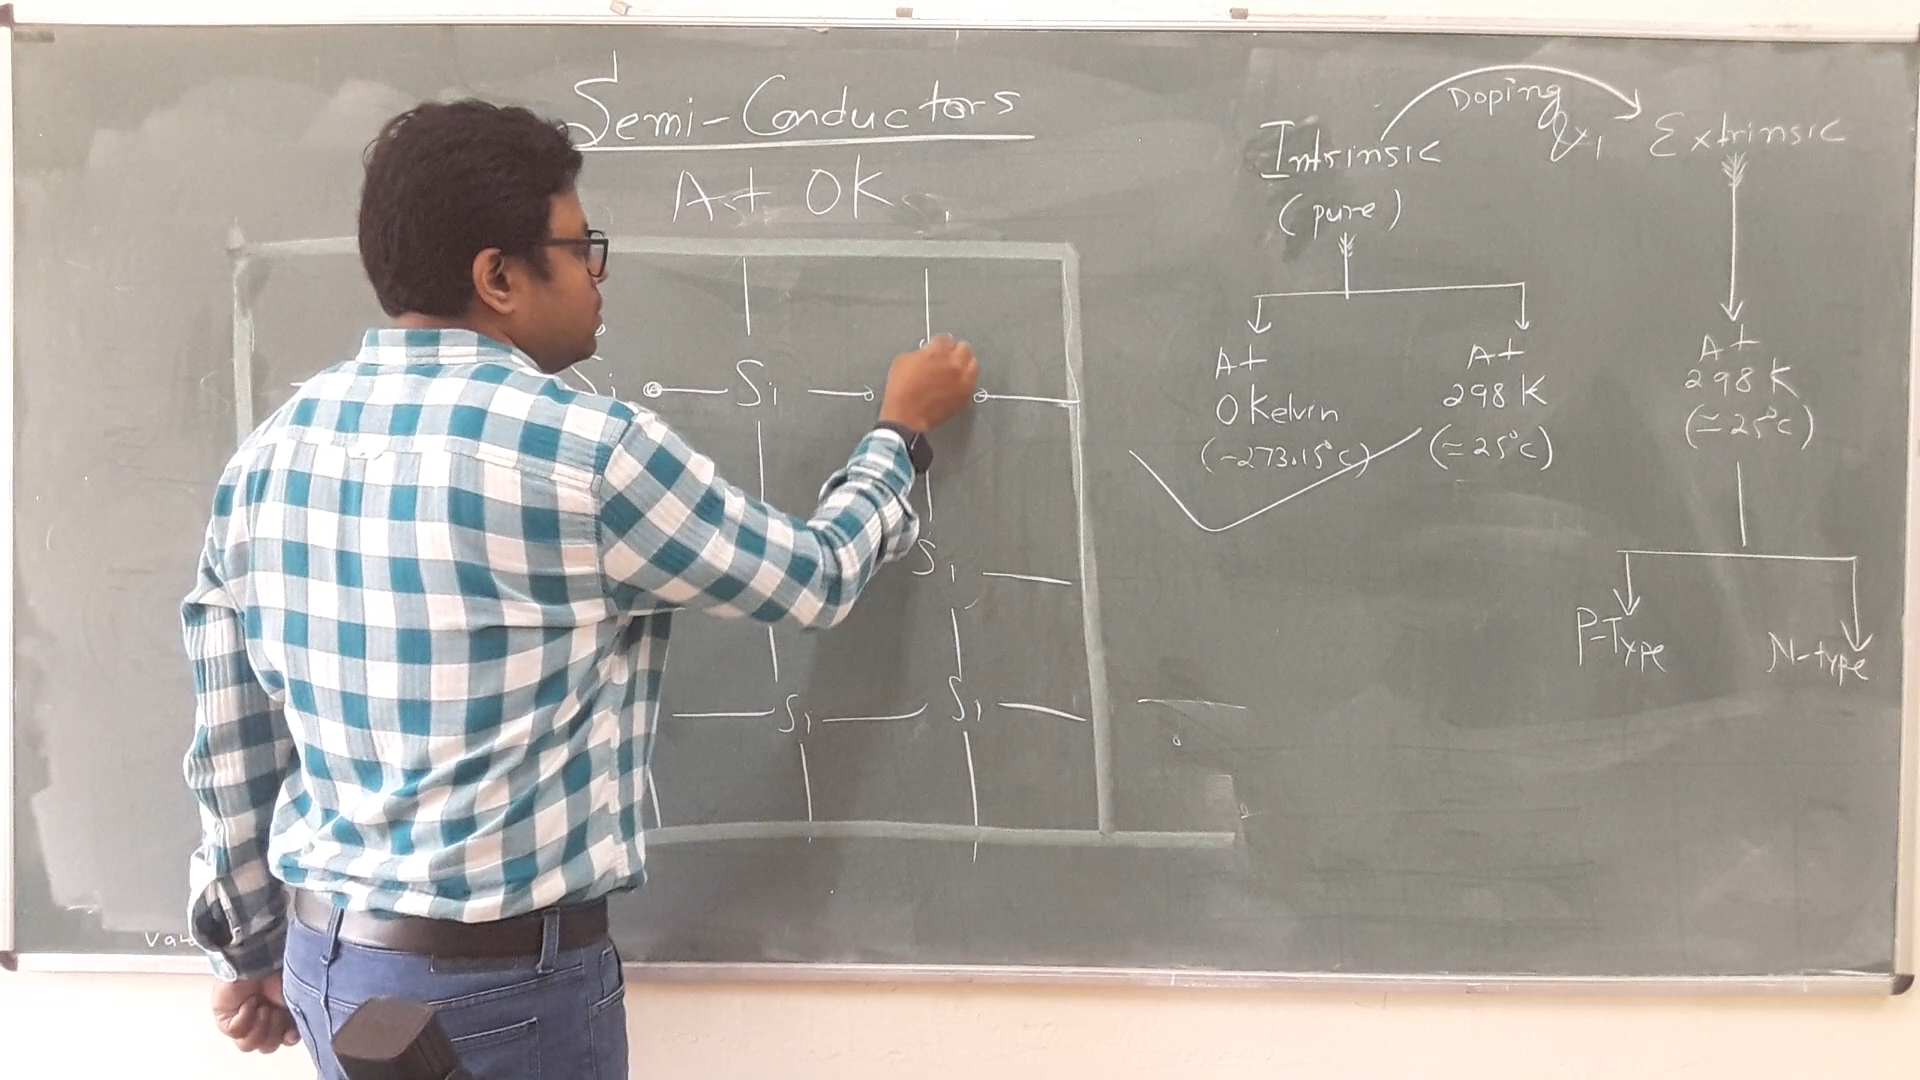 Semi-Conductors
At 0K
Si Si
Si
Si Si
Doping
Intrinsic
Extrinsic
(pure)
At
0 Kelvin
(-273.15°C)
At
298 K
(≈25°C)
At
298 K
(≈25°C)
P-Type
N-type